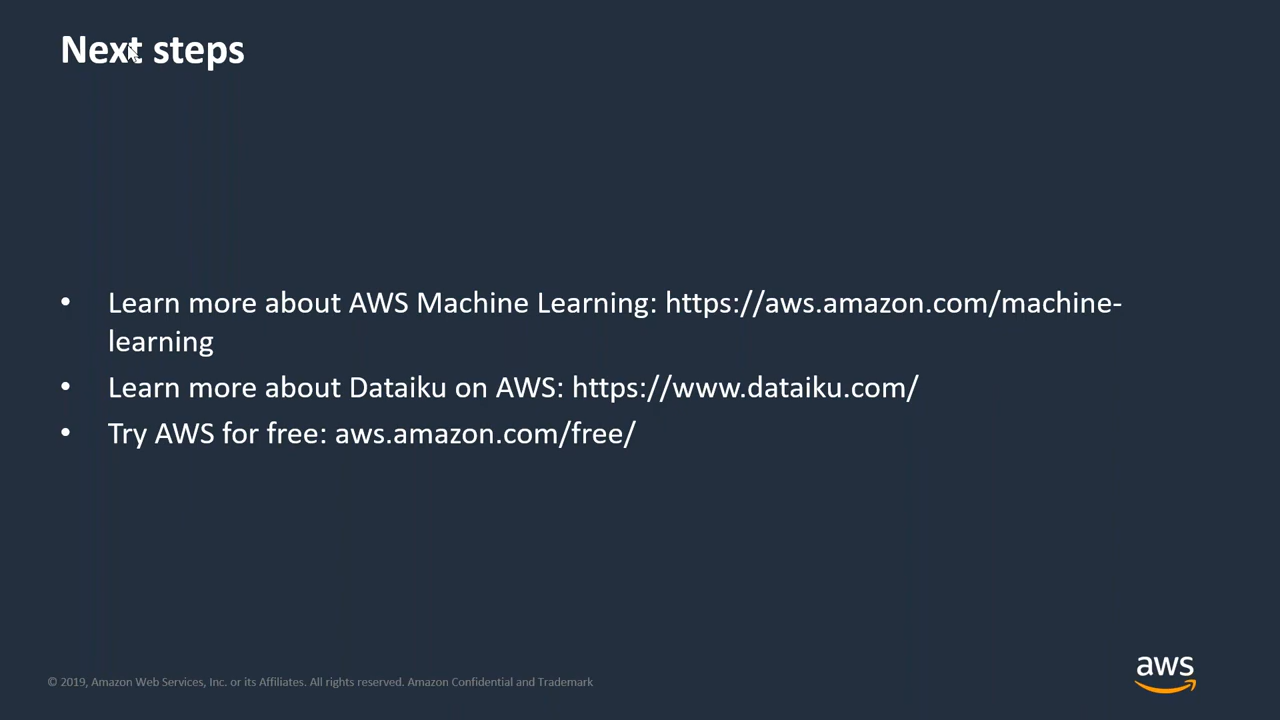 Next steps
• Learn more about AWS Machine Learning: https://aws.amazon.com/machine-
learning
• Learn more about Dataiku on AWS: https://www.dataiku.com/
• Try AWS for free: aws.amazon.com/free/
© 2019, Amazon Web Services, Inc. or its Affiliates. All rights reserved. Amazon Confidential and Trademark
aws